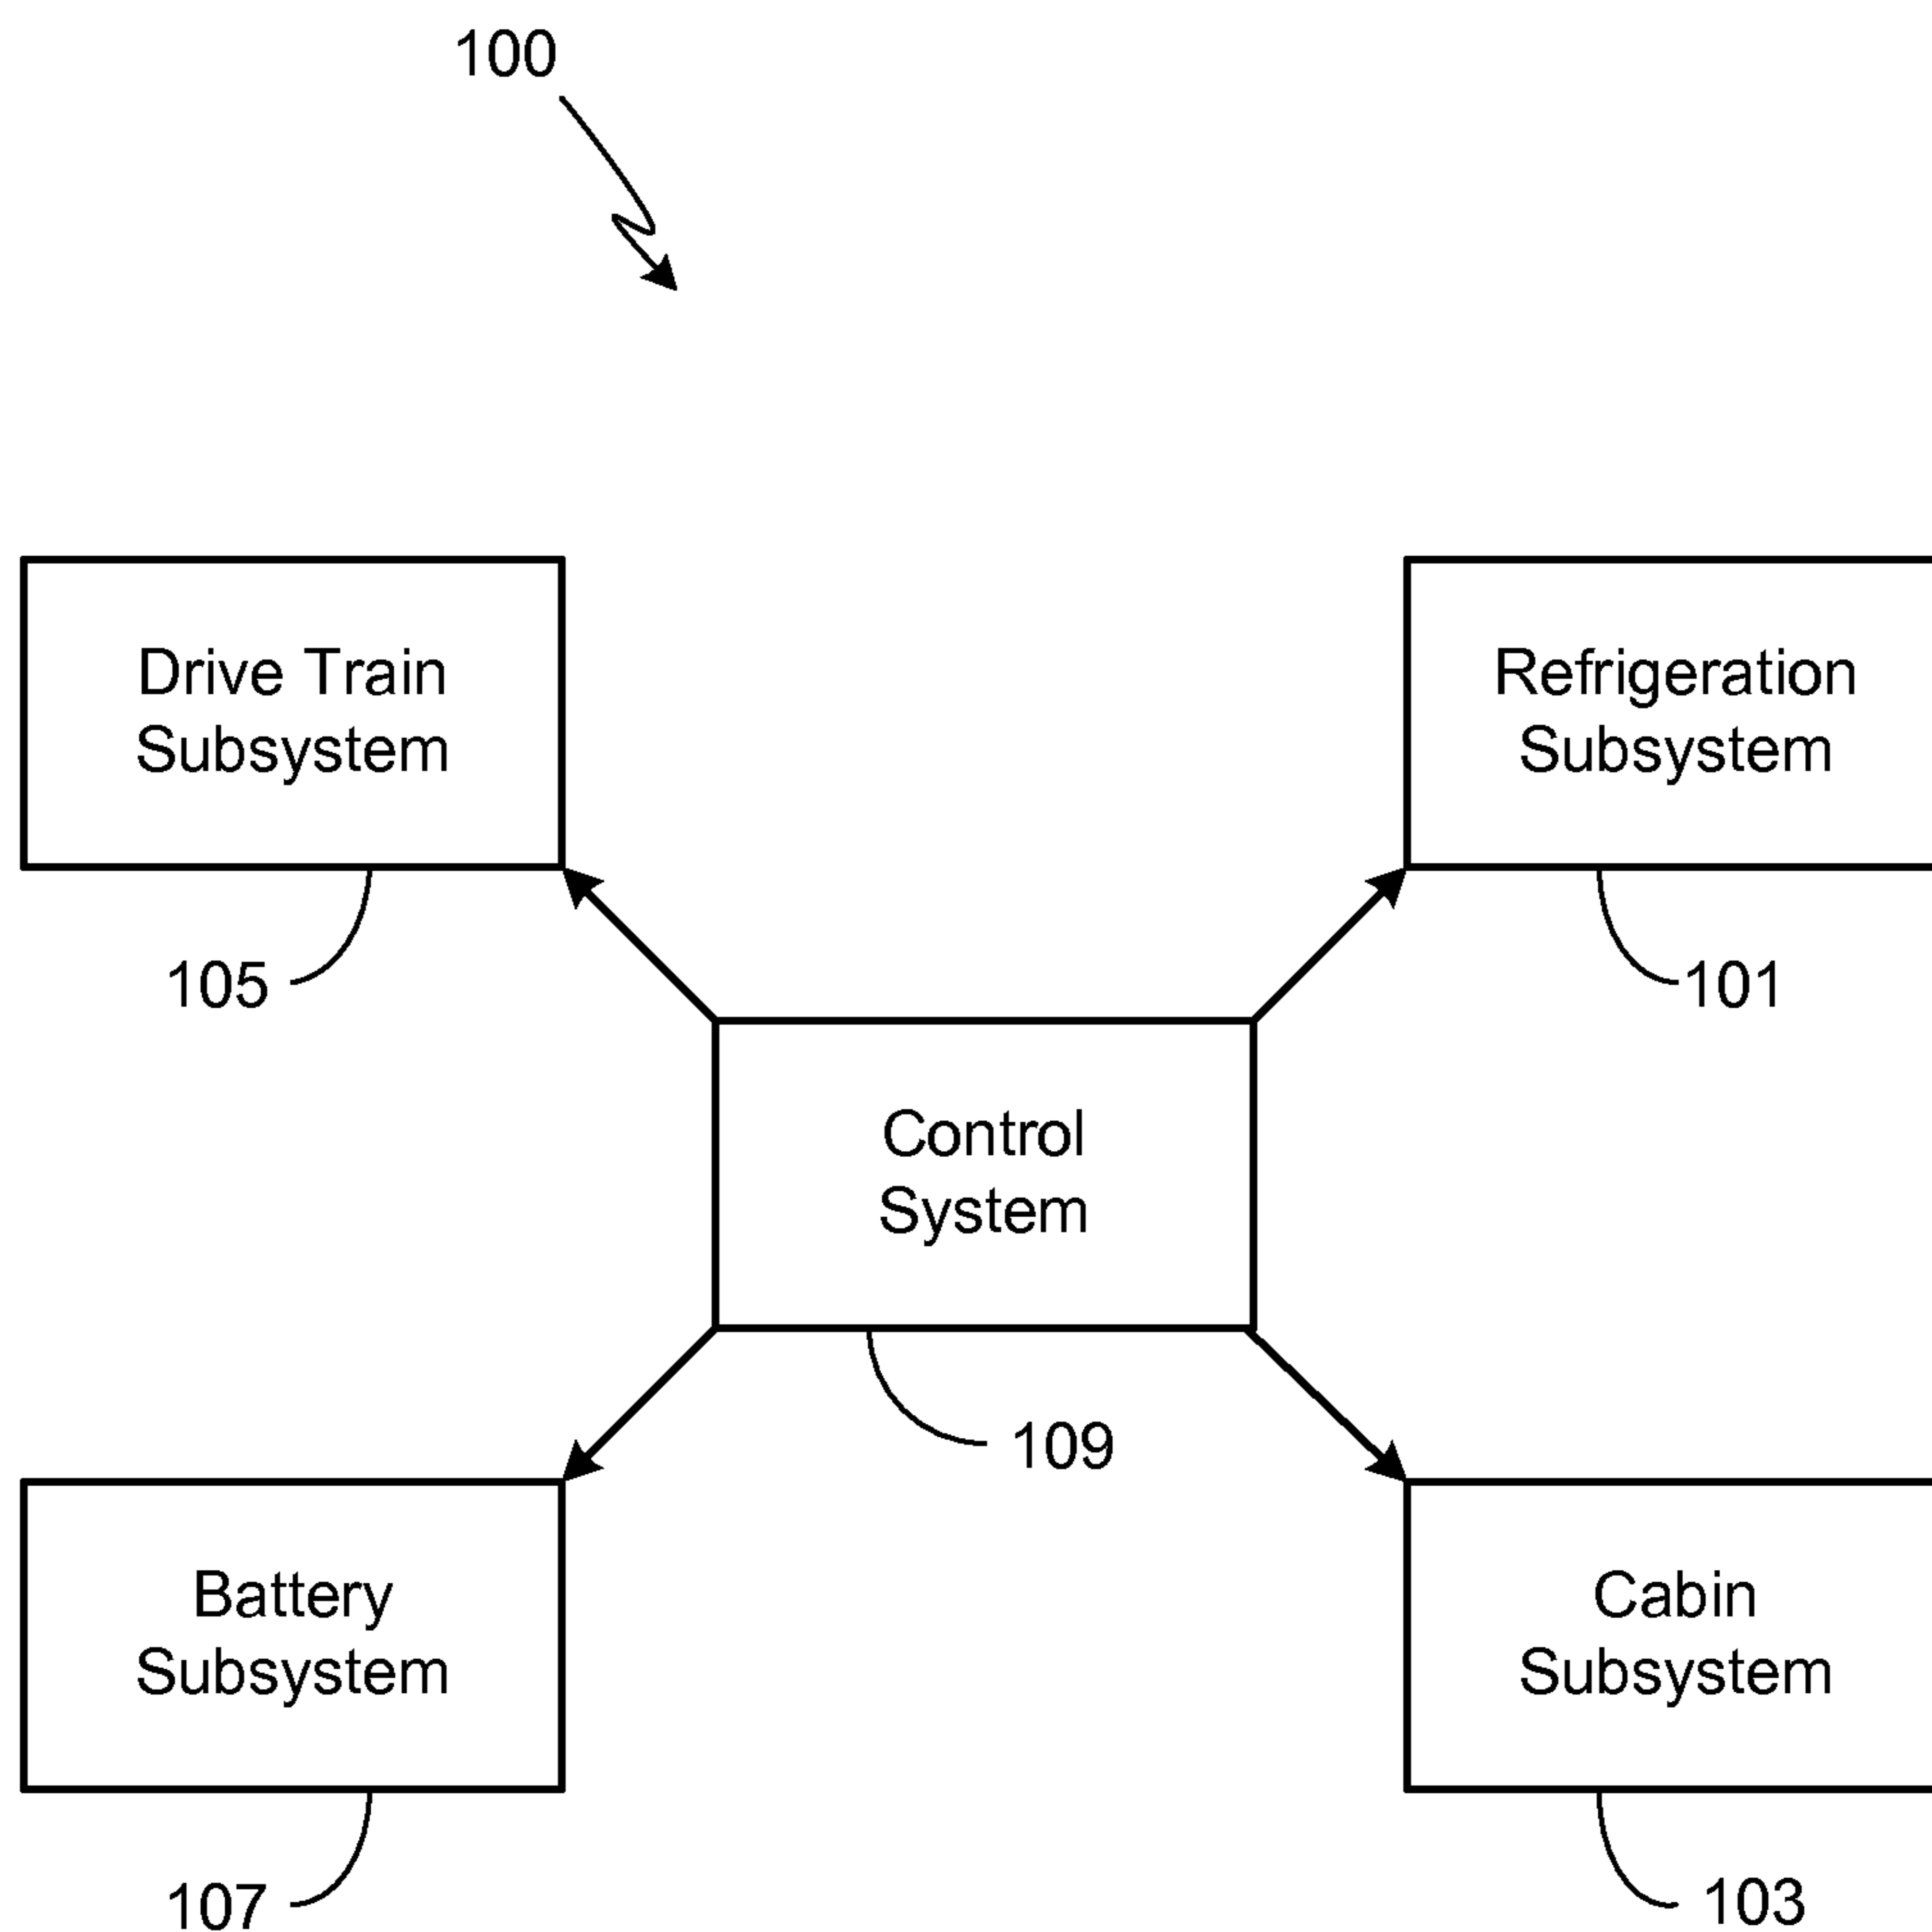 100
Drive Train
Subsystem
Refrigeration
Subsystem
105
101
Control
System
109
Battery
Subsystem
Cabin
Subsystem
107
103